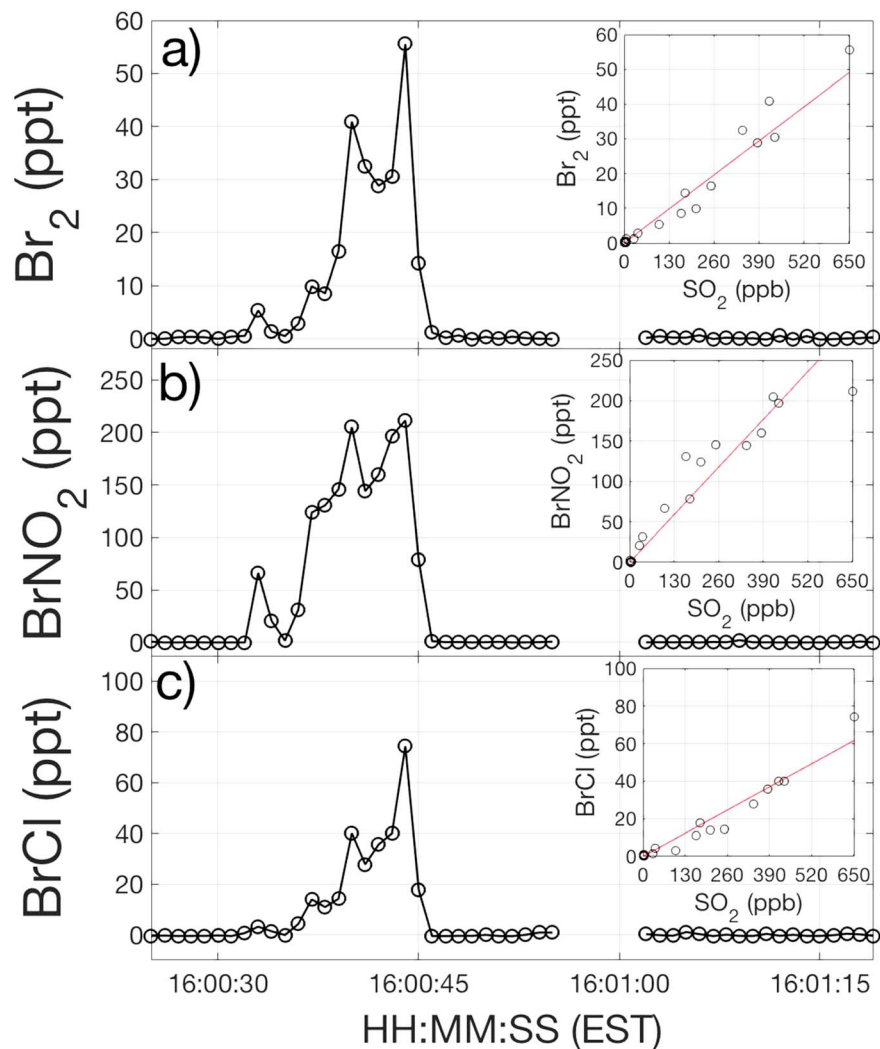 a)
Br2 (ppt)
60
50
40
30
20
10
0
Br2 (ppt)
60
50
40
30
20
10
0
0 130 260 390 520 650
SO2 (ppb)
b)
BrNO2 (ppt)
250
200
150
100
50
0
BrNO2 (ppt)
250
200
150
100
50
0
0 130 260 390 520 650
SO2 (ppb)
c)
BrCl (ppt)
100
80
60
40
20
0
BrCl (ppt)
100
80
60
40
20
0
0 130 260 390 520 650
SO2 (ppb)
16:00:30 16:00:45 16:01:00 16:01:15
HH:MM:SS (EST)